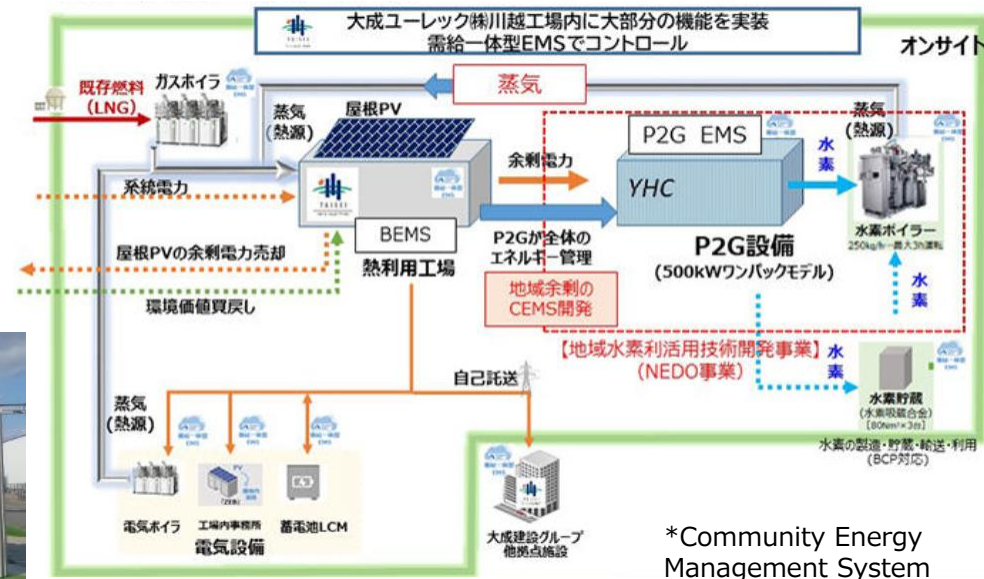 大成ユーレック㈱川越工場内に大部分の機能を実装
需給一体型EMSでコントロール
オンサイト
既存燃料
(LNG)
ガスボイラ
蒸気
(熱源)
屋根PV
蒸気
余剰電力
P2G EMS
YHC
水素
蒸気
(熱源)
水素ボイラー
250kg/h—最大3h運転
系統電力
TAISEI
BEMS
熱利用工場
屋根PVの余剰電力売却
環境価値買戻し
P2Gが全体の
エネルギー管理
P2G設備
(500kWワンパックモデル)
地域余剰の
CEMS開発
水素
【地域水素利活用技術開発事業】
(NEDO事業)
水素
自己託送
蒸気
(熱源)
水素貯蔵
(水素吸蔵合金)
[80Nm³×3台]
水素の製造・貯蔵・輸送・利用
(BCP対応)
PV
電気ボイラ
工場内事務所
蓄電池LCM
電気設備
大成建設グループ
他拠点施設
*Community Energy
Management System